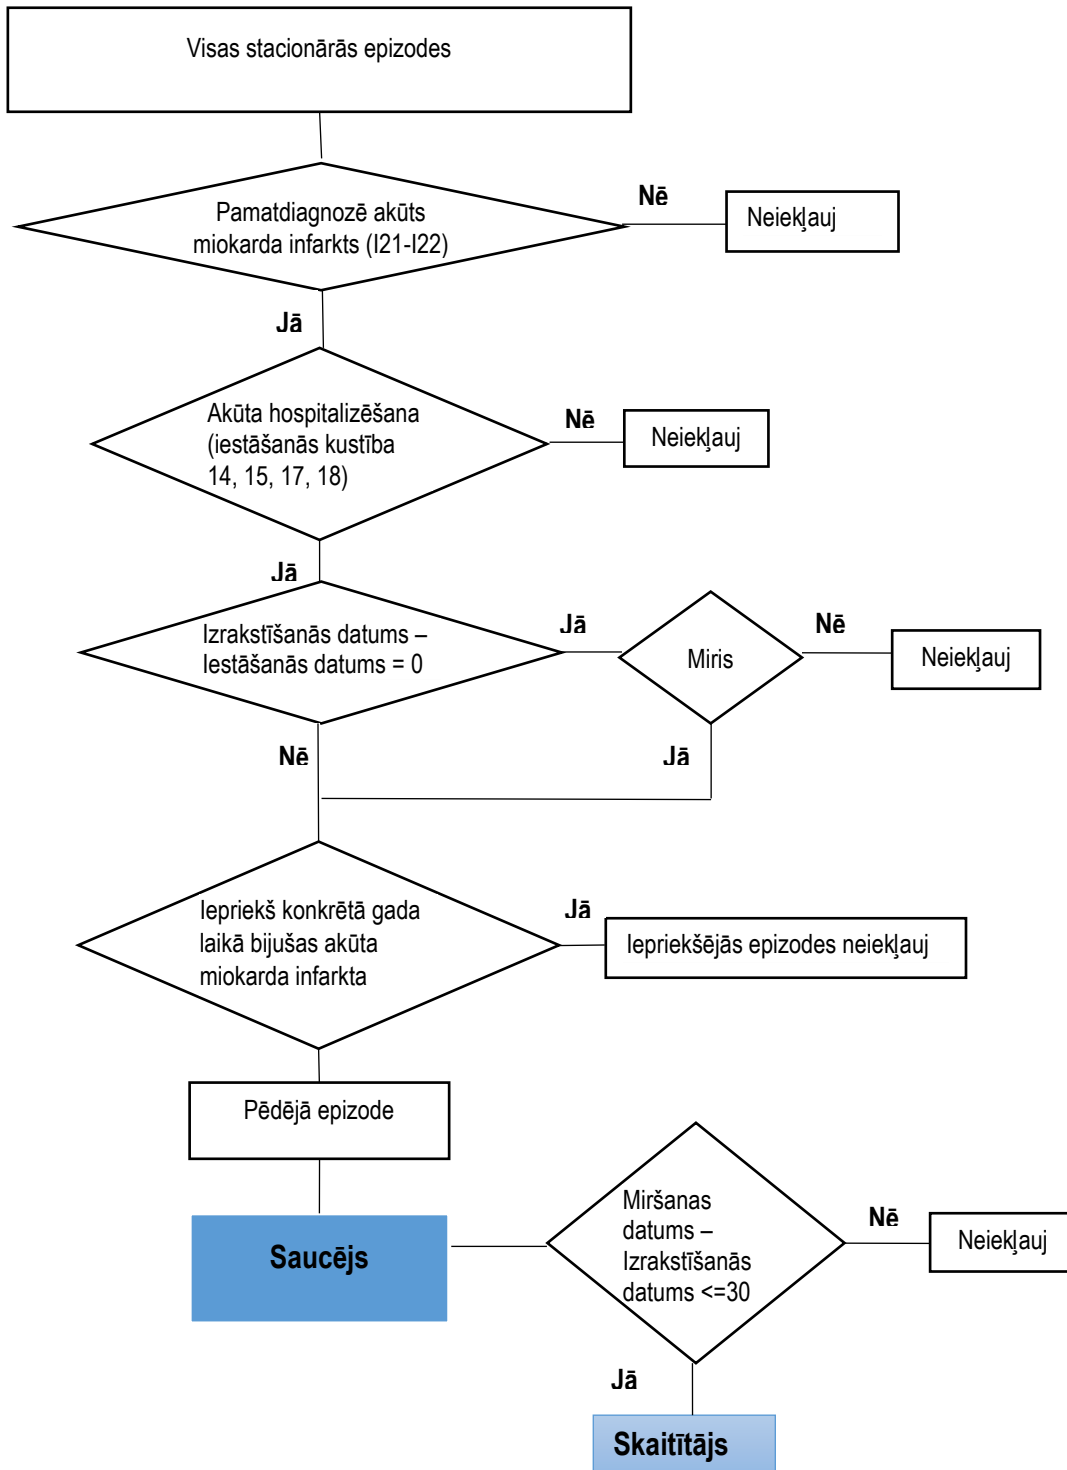 Visas stacionārās epizodes
Pamatdiagnozē akūts
miokarda infarkts (I21-I22)
Nē
Neiekļauj
Jā
Akūta hospitalizēšana
(iestāšanās kustība
14, 15, 17, 18)
Nē
Neiekļauj
Jā
Izrakstīšanās datums –
Iestāšanās datums = 0
Jā
Miris
Nē
Neiekļauj
Nē
Jā
Iepriekš konkrētā gada
laikā bijušas akūta
miokarda infarkta
Jā
Iepriekšējās epizodes neiekļauj
Pēdējā epizode
Saucējs
Miršanas
datums –
Izrakstīšanās
datums <=30
Nē
Neiekļauj
Jā
Skaitītājs